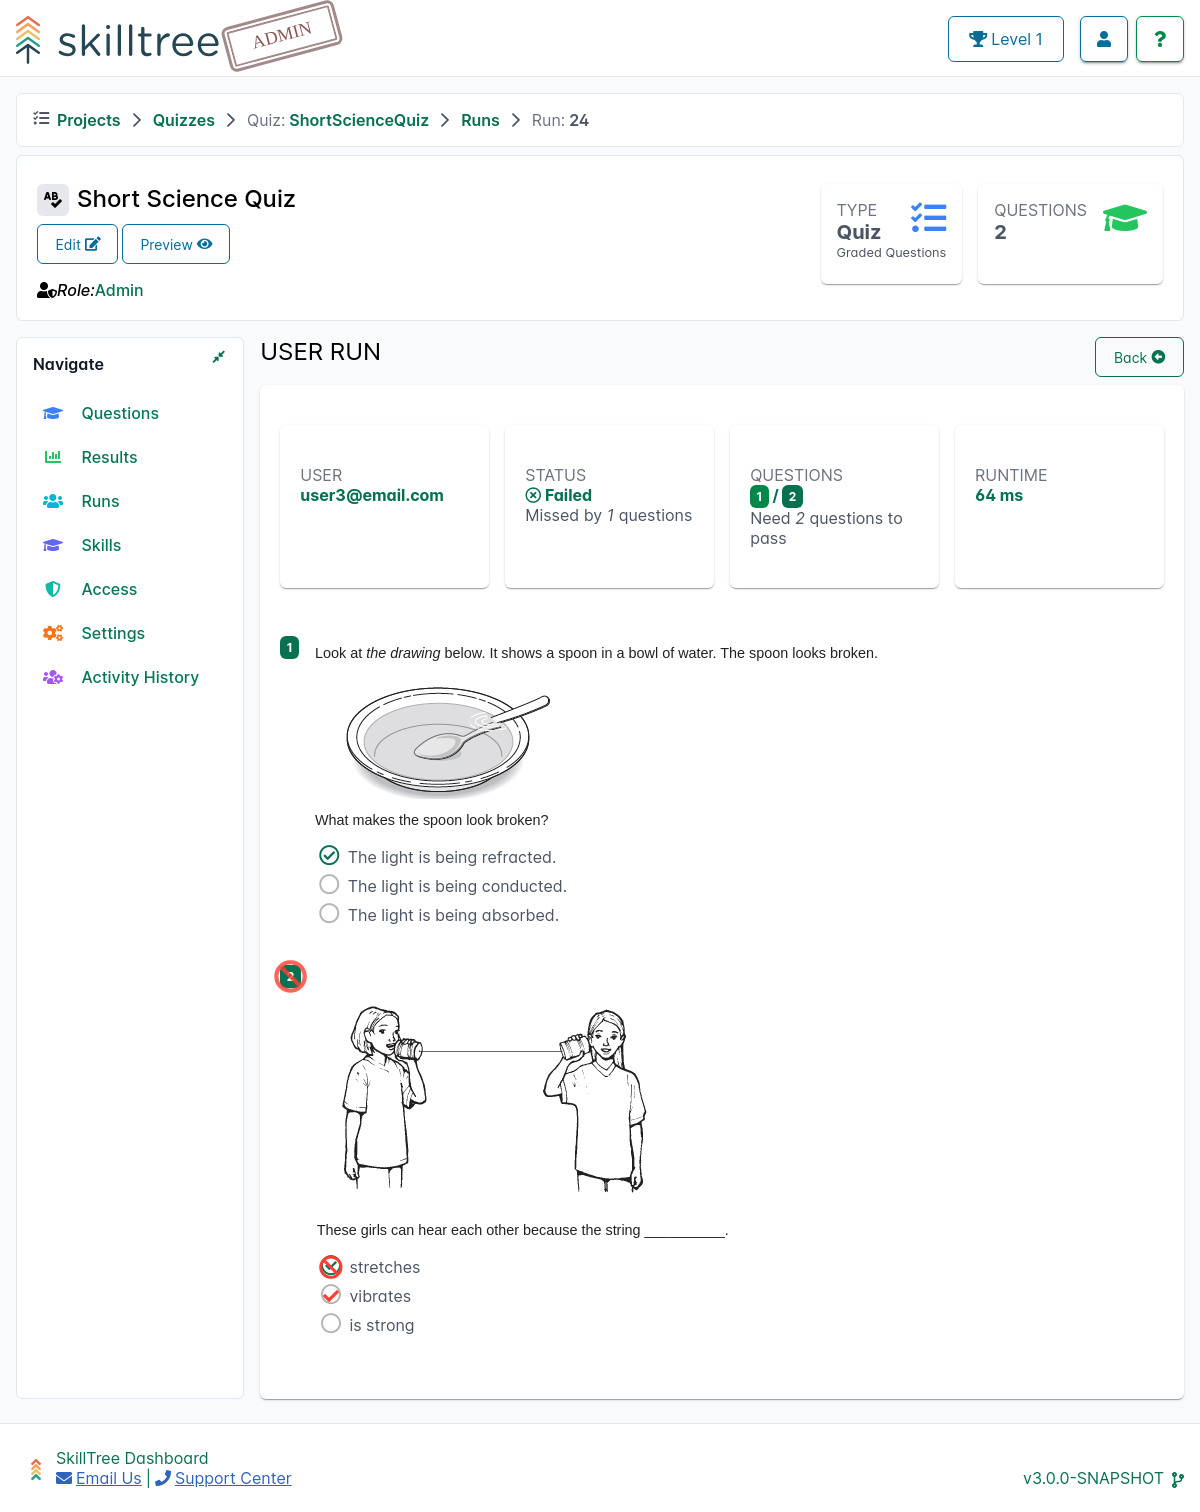 skilltree
ADMIN
Level 1
?
Projects > Quizzes > Quiz: ShortScienceQuiz > Runs > Run: 24
AB
Short Science Quiz
Edit
Preview
Role:Admin
TYPE
Quiz
Graded Questions
QUESTIONS
2
Navigate
Questions
Results
Runs
Skills
Access
Settings
Activity History
USER RUN
Back
USER
user3@email.com
STATUS
Failed
Missed by 1 questions
QUESTIONS
1 / 2
Need 2 questions to
pass
RUNTIME
64 ms
1
Look at the drawing below. It shows a spoon in a bowl of water. The spoon looks broken.
What makes the spoon look broken?
The light is being refracted.
The light is being conducted.
The light is being absorbed.
2
These girls can hear each other because the string __________.
stretches
vibrates
is strong
SkillTree Dashboard
Email Us | Support Center
v3.0.0-SNAPSHOT